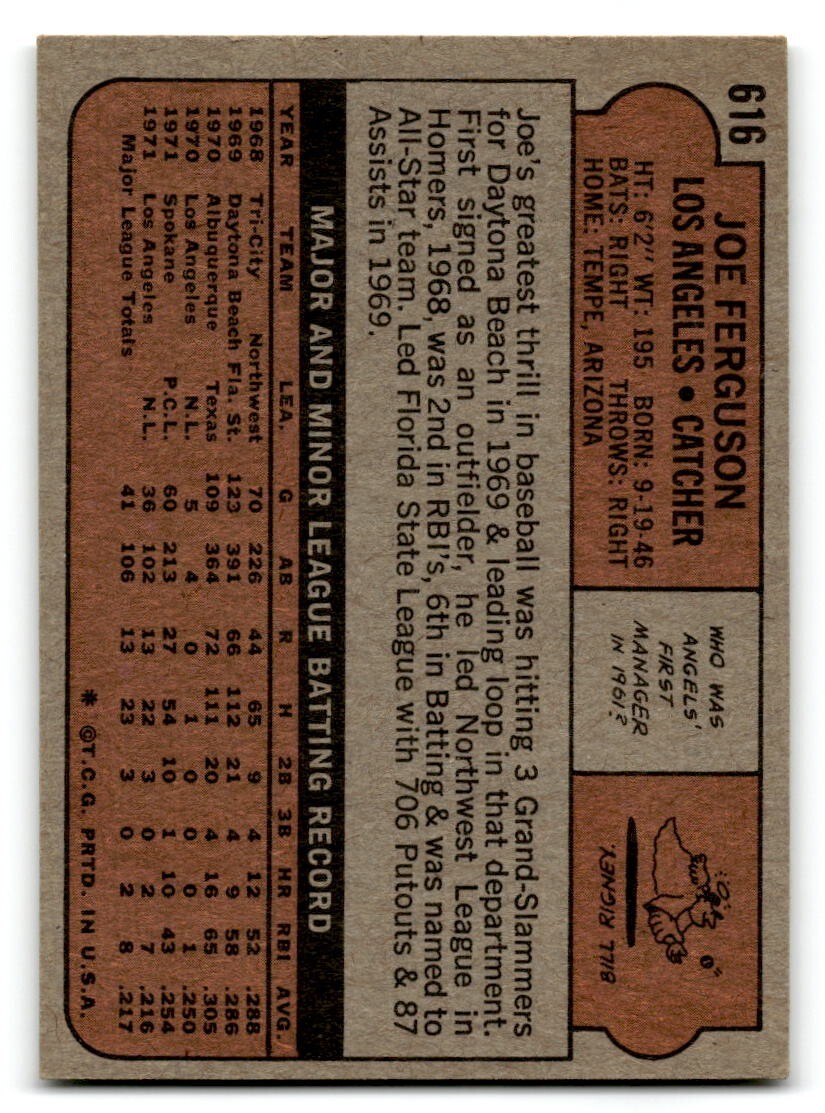 616
JOE FERGUSON
LOS ANGELES • CATCHER
HT: 6'2" WT: 195 BORN: 9-19-46
BATS: RIGHT THROWS: RIGHT
HOME: TEMPE, ARIZONA
WHO WAS
ANGELS'
FIRST
MANAGER
IN 1961?
BILL RIGNEY.
Joe's greatest thrill in baseball was hitting 3 Grand-Slammers
for Daytona Beach in 1969 & leading loop in that department.
First signed as an outfielder, he led Northwest League in
Homers, 1968, was 2nd in RBI's, 6th in Batting & was named to
All-Star team. Led Florida State League with 706 Putouts & 87
Assists in 1969.
MAJOR AND MINOR LEAGUE BATTING RECORD
YEAR TEAM LEA. G AB R H 2B 3B HR RBI AVG.
1968 Tri-City Northwest 70 226 44 65 9 4 12 52 .288
1969 Daytona Beach Fla. St. 123 391 66 112 21 4 9 58 .286
1970 Albuquerque Texas 109 364 72 111 20 4 16 65 .305
1970 Los Angeles N.L. 5 4 0 1 0 0 0 1 .250
1971 Spokane P.C.L. 60 213 27 54 10 1 10 43 .254
1971 Los Angeles N.L. 36 102 13 22 3 0 2 7 .216
Major League Totals 41 106 13 23 3 0 2 8 .217
* ©T.C.G. PRTD. IN U.S.A.